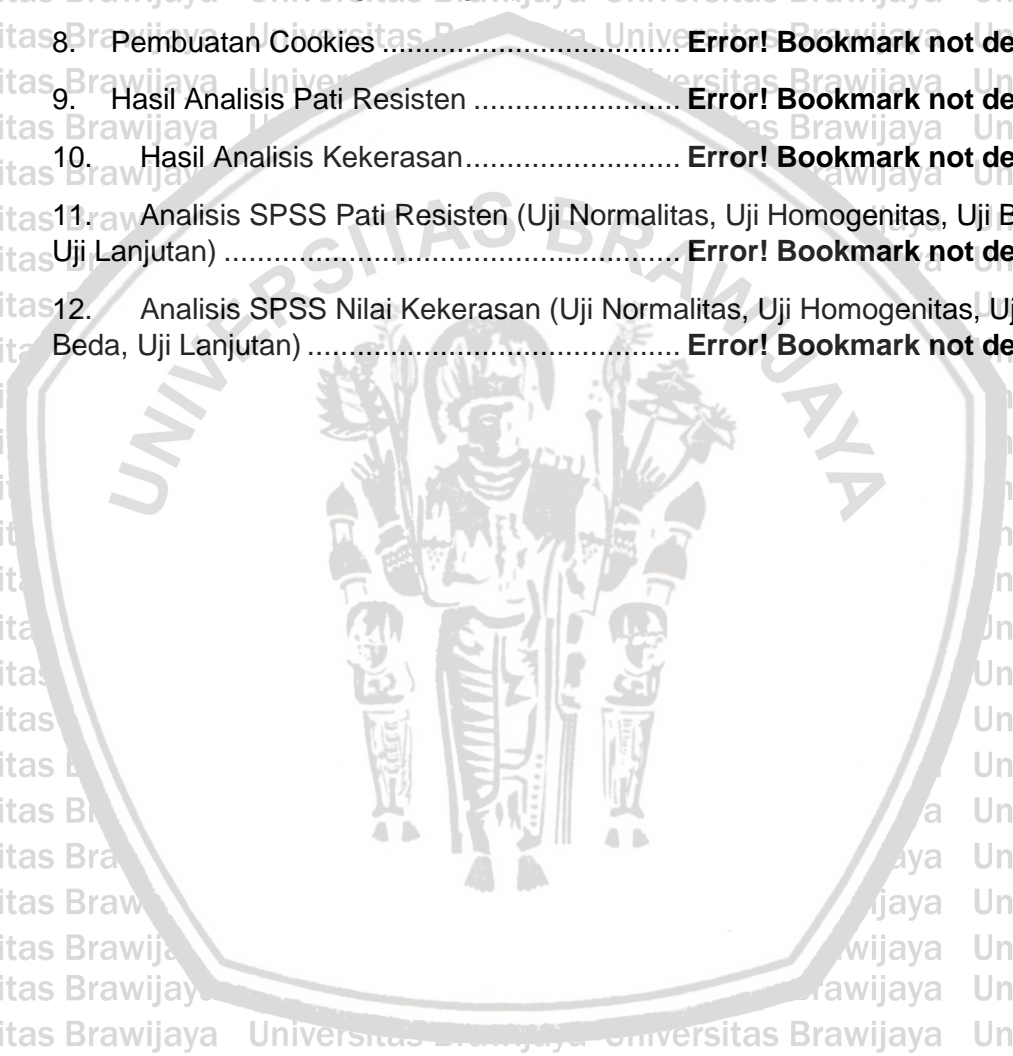 8. Pembuatan Cookies ............................................ Error! Bookmark not de
9. Hasil Analisis Pati Resisten ......................... Error! Bookmark not de
10. Hasil Analisis Kekerasan.......................... Error! Bookmark not de
11. Analisis SPSS Pati Resisten (Uji Normalitas, Uji Homogenitas, Uji B
Uji Lanjutan) ....................................................... Error! Bookmark not de
12. Analisis SPSS Nilai Kekerasan (Uji Normalitas, Uji Homogenitas, Uj
Beda, Uji Lanjutan) ............................................. Error! Bookmark not de
UNIVERSITAS BRAWIJAYA